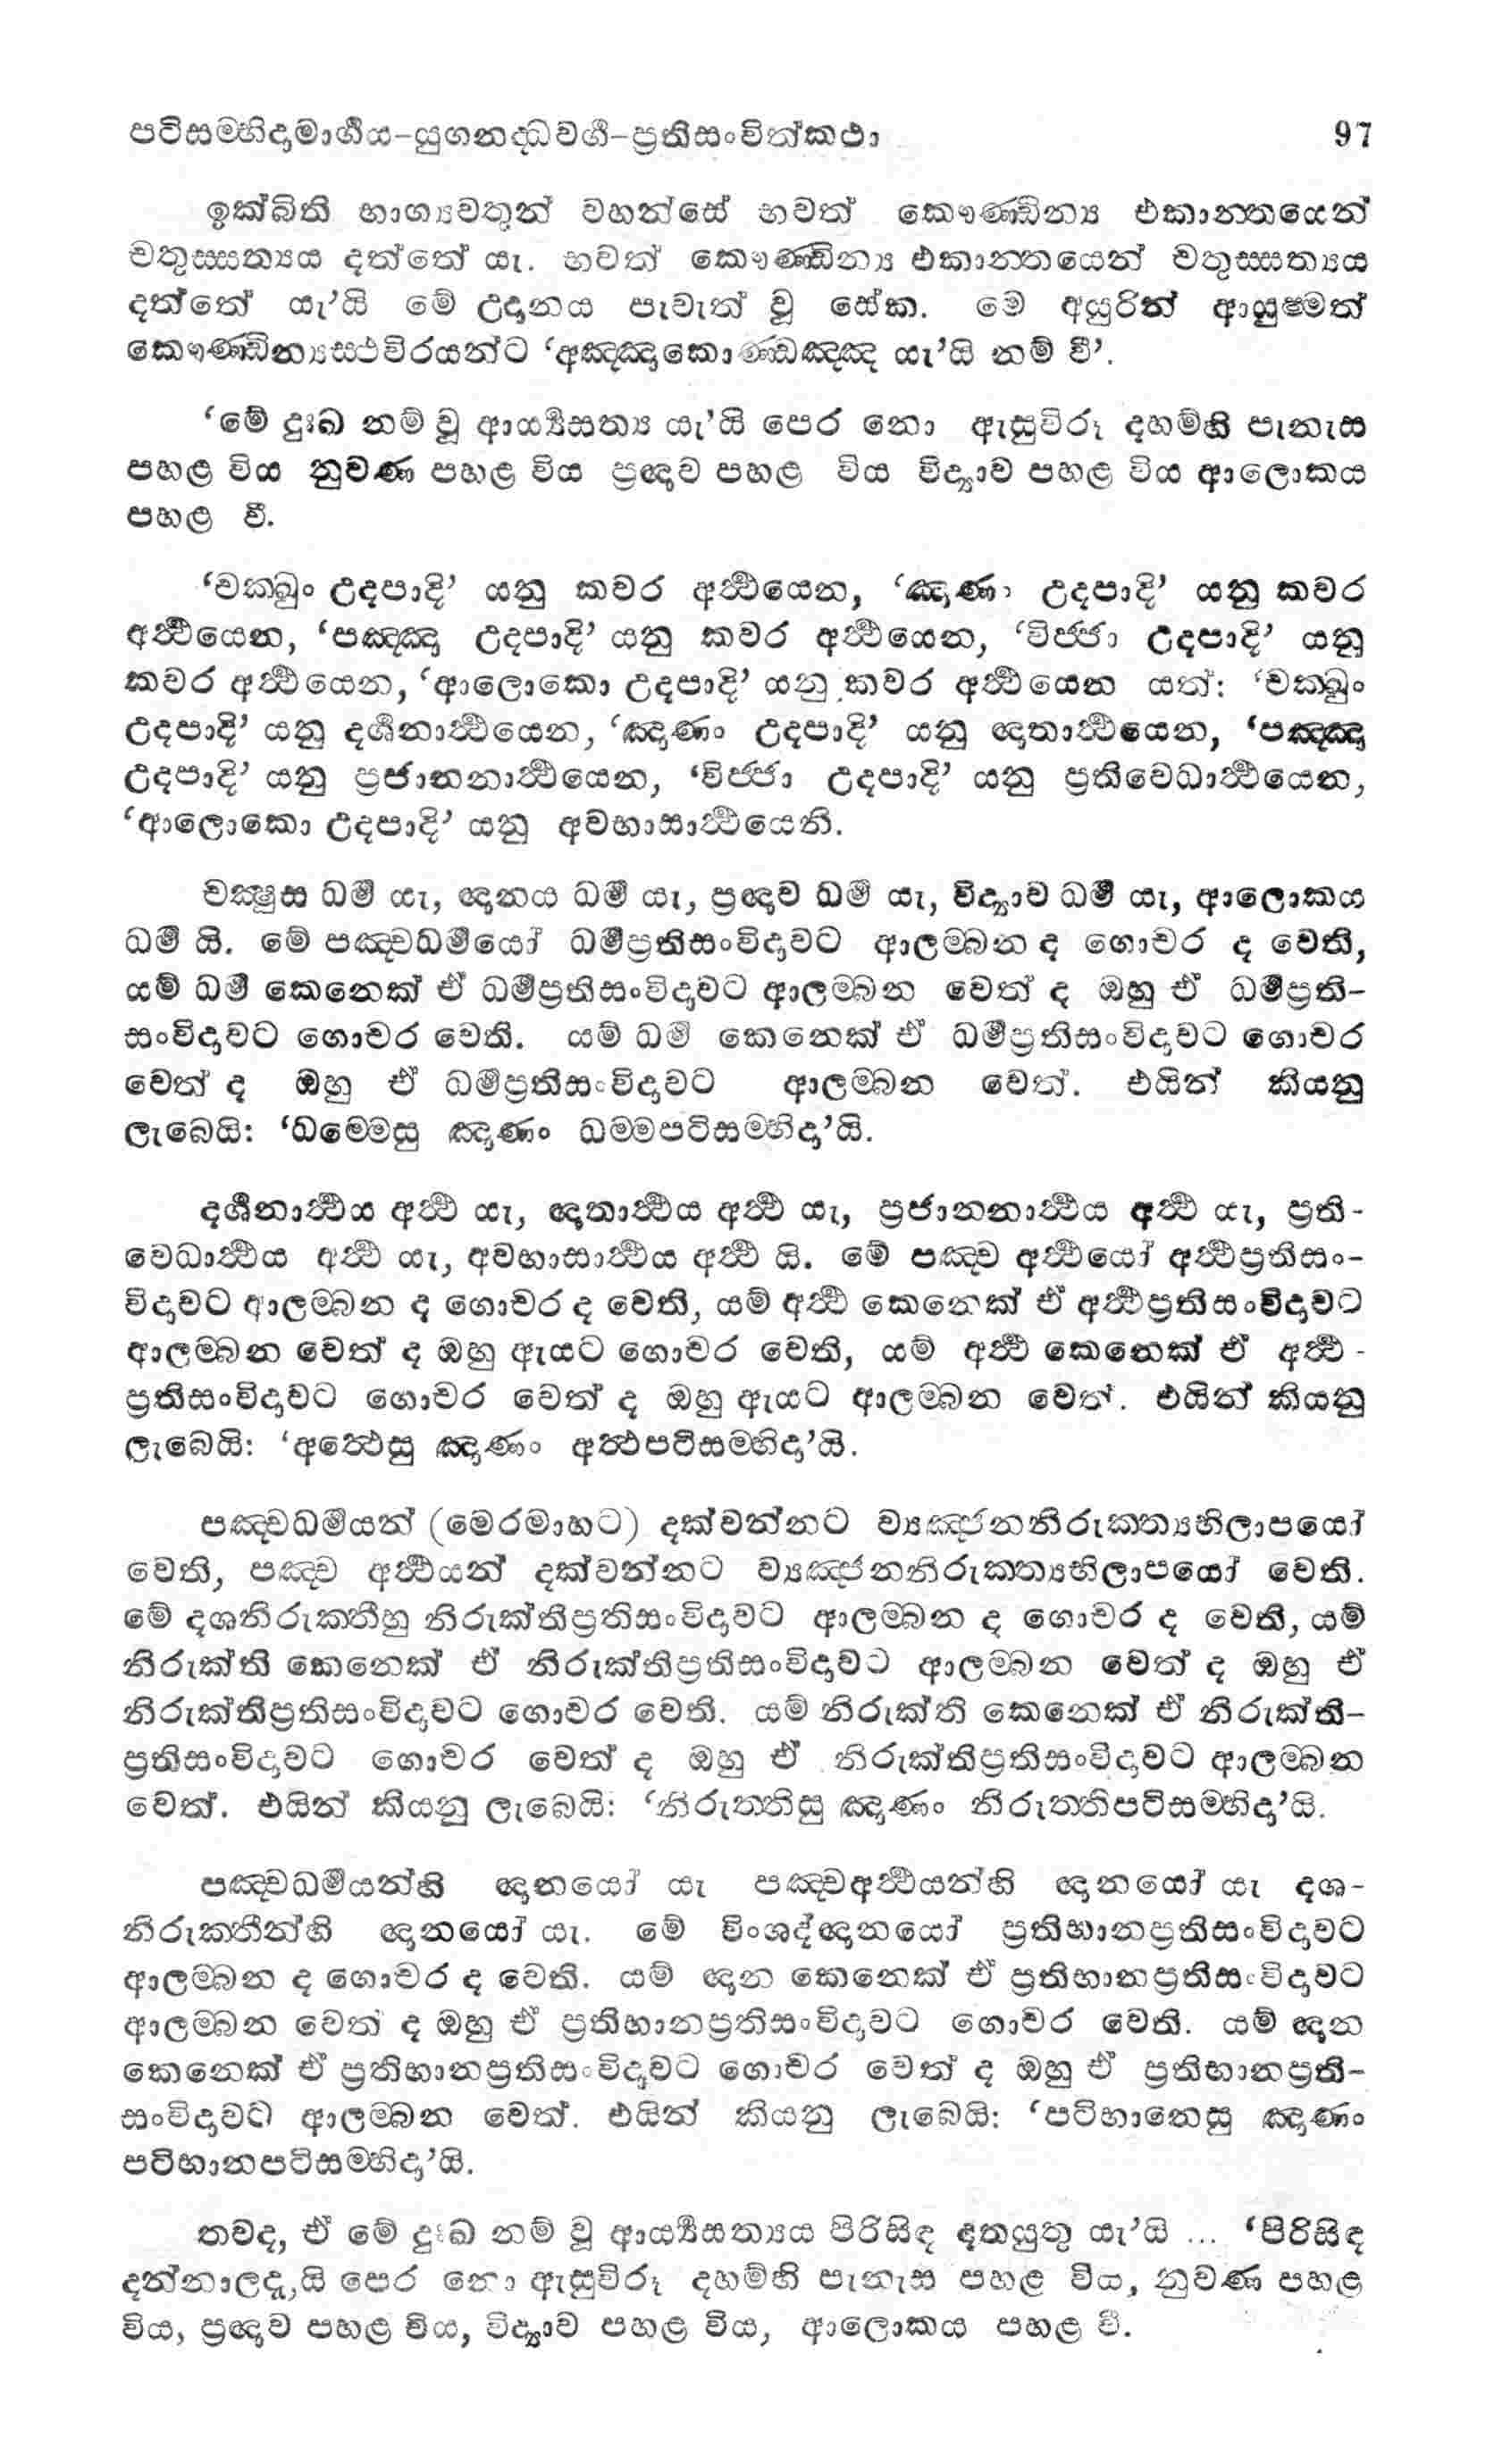 පටිසම්භිදාමාර්ගය–යුගනද්ධවර්ග–ප්‍රතිසංවිත්කථා 97
ඉක්බිති භාග්‍යවතුන් වහන්සේ භවත් කෞණ්ඩින්‍ය එකාන්තයෙන්
චතුස්සත්‍යය දත්තේ යැ. භවත් කෞණ්ඩින්‍ය එකාන්තයෙන් චතුස්සත්‍යය
දත්තේ යැ’යි මේ උදානය පැවැත් වූ සේක. මෙ අයුරින් ආයුෂ්මත්
කෞණ්ඩින්‍යස්ථවිරයන්ට ‘අඤ්ඤාකොණ්ඩඤ්ඤ යැ’යි නම් වී’.
‘මේ දුඃඛ නම් වූ ආර්‍ය්‍යසත්‍ය යැ’යි පෙර නො ඇසූවිරූ දහම්හි පැනැස
පහළ විය නුවණ පහළ විය ප්‍රඥාව පහළ විය විද්‍යාව පහළ විය ආලොකය
පහළ වී.
‘චක්ඛුං උදපාදි’ යනු කවර අර්ථයෙන, ‘ඤාණං උදපාදි’ යනු කවර
අර්ථයෙන, ‘පඤ්ඤා උදපාදි’ යනු කවර අර්ථයෙන, ‘විජ්ජා උදපාදි’ යනු
කවර අර්ථයෙන, ‘ආලොකො උදපාදි’ යනු කවර අර්ථයෙන යත්: ‘චක්ඛුං
උදපාදි’ යනු දර්ශනාර්ථයෙන, ‘ඤාණං උදපාදි’ යනු ඥාතාර්ථයෙන, ‘පඤ්ඤා
උදපාදි’ යනු ප්‍රජානනාර්ථයෙන, ‘විජ්ජා උදපාදි’ යනු ප්‍රතිවෙධාර්ථයෙන,
‘ආලොකො උදපාදි’ යනු අවභාසාර්ථයෙනි.
චක්ෂුස ධර්ම යැ, ඥානය ධර්ම යැ, ප්‍රඥාව ධර්ම යැ, විද්‍යාව ධර්ම යැ, ආලොකය
ධර්ම යි. මේ පඤ්චධර්මයෝ ධර්මප්‍රතිසංවිදාවට ආලම්බන ද ගොචර ද වෙති,
යම් ධර්ම කෙනෙක් ඒ ධර්මප්‍රතිසංවිදාවට ආලම්බන වෙත් ද ඔහු ඒ ධර්මප්‍රති-
සංවිදාවට ගොචර වෙති. යම් ධර්ම කෙනෙක් ඒ ධර්මප්‍රතිසංවිදාවට ගොචර
වෙත් ද ඔහු ඒ ධර්මප්‍රතිසංවිදාවට ආලම්බන වෙත්. එයින් කියනු
ලැබෙයි: ‘ධම්මෙසු ඤාණං ධම්මපටිසම්භිදා’යි.
දර්ශනාර්ථය අර්ථ යැ, ඥාතාර්ථය අර්ථ යැ, ප්‍රජානනාර්ථය අර්ථ යැ, ප්‍රති-
වෙධාර්ථය අර්ථ යැ, අවභාසාර්ථය අර්ථ යි. මේ පඤ්ච අර්ථයෝ අර්ථප්‍රතිසං-
විදාවට ආලම්බන ද ගොචර ද වෙති, යම් අර්ථ කෙනෙක් ඒ අර්ථප්‍රතිසංවිදාවට
ආලම්බන වෙත් ද ඔහු ඇයට ගොචර වෙති, යම් අර්ථ කෙනෙක් ඒ අර්ථ-
ප්‍රතිසංවිදාවට ගොචර වෙත් ද ඔහු ඇයට ආලම්බන වෙත්. එයින් කියනු
ලැබෙයි: ‘අත්ථෙසු ඤාණං අත්ථපටිසම්භිදා’යි.
පඤ්චධර්මයන් (මෙරමාහට) දක්වන්නට ව්‍යඤ්ජනනිරුක්ත්‍යභිලාපයෝ
වෙති, පඤ්ච අර්ථයන් දක්වන්නට ව්‍යඤ්ජනනිරුක්ත්‍යභිලාපයෝ වෙති.
මේ දශනිරුක්තීහු නිරුක්තිප්‍රතිසංවිදාවට ආලම්බන ද ගොචර ද වෙති, යම්
නිරුක්ති කෙනෙක් ඒ නිරුක්තිප්‍රතිසංවිදාවට ආලම්බන වෙත් ද ඔහු ඒ
නිරුක්තිප්‍රතිසංවිදාවට ගොචර වෙති. යම් නිරුක්ති කෙනෙක් ඒ නිරුක්ති–
ප්‍රතිසංවිදාවට ගොචර වෙත් ද ඔහු ඒ නිරුක්තිප්‍රතිසංවිදාවට ආලම්බන
වෙත්. එයින් කියනු ලැබෙයි: ‘නිරුත්තිසු ඤාණං නිරුත්තිපටිසම්භිදා’යි.
පඤ්චධර්මයන්හි ඥානයෝ යැ පඤ්චඅර්ථයන්හි ඥානයෝ යැ දශ-
නිරුක්තීන්හි ඥානයෝ යැ. මේ විංශද්ඥානයෝ ප්‍රතිභානප්‍රතිසංවිදාවට
ආලම්බන ද ගොචර ද වෙති. යම් ඥාන කෙනෙක් ඒ ප්‍රතිභානප්‍රතිසංවිදාවට
ආලම්බන වෙත් ද ඔහු ඒ ප්‍රතිභානප්‍රතිසංවිදාවට ගොචර වෙති. යම් ඥාන
කෙනෙක් ඒ ප්‍රතිභානප්‍රතිසංවිදාවට ගොචර වෙත් ද ඔහු ඒ ප්‍රතිභානප්‍රති-
සංවිදාවට ආලම්බන වෙත්. එයින් කියනු ලැබෙයි: ‘පටිභානෙසු ඤාණං
පටිභානපටිසම්භිදා’යි.
තවද, ඒ මේ දුඃඛ නම් වූ ආර්‍ය්‍යසත්‍යය පිරිසිඳ දතයුතු යැ’යි ... ‘පිරිසිඳ
දන්නාලදැ,යි පෙර නො ඇසූවිරූ දහම්හි පැනැස පහළ විය, නුවණ පහළ
විය, ප්‍රඥාව පහළ විය, විද්‍යාව පහළ විය, ආලොකය පහළ වී.